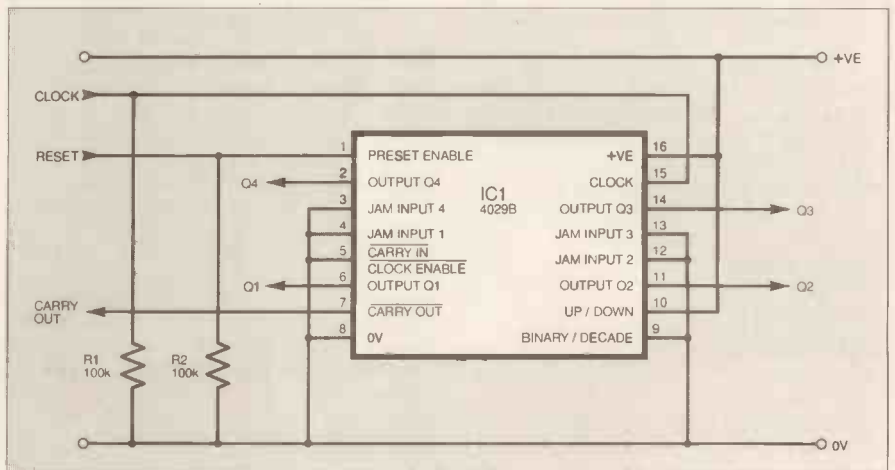 +VE
CLOCK
RESET
CARRY
OUT
Q4
Q1
1 PRESET ENABLE
2 OUTPUT Q4
3 JAM INPUT 4
4 JAM INPUT 1
5 CARRY IN
CLOCK ENABLE
6 OUTPUT Q1
7 CARRY OUT
8 0V
IC1
4029B
+VE 16
CLOCK 15
OUTPUT Q3 14
JAM INPUT 3 13
JAM INPUT 2 12
OUTPUT Q2 11
UP / DOWN 10
BINARY / DECADE 9
Q3
Q2
R1
100k
R2
100k
0V